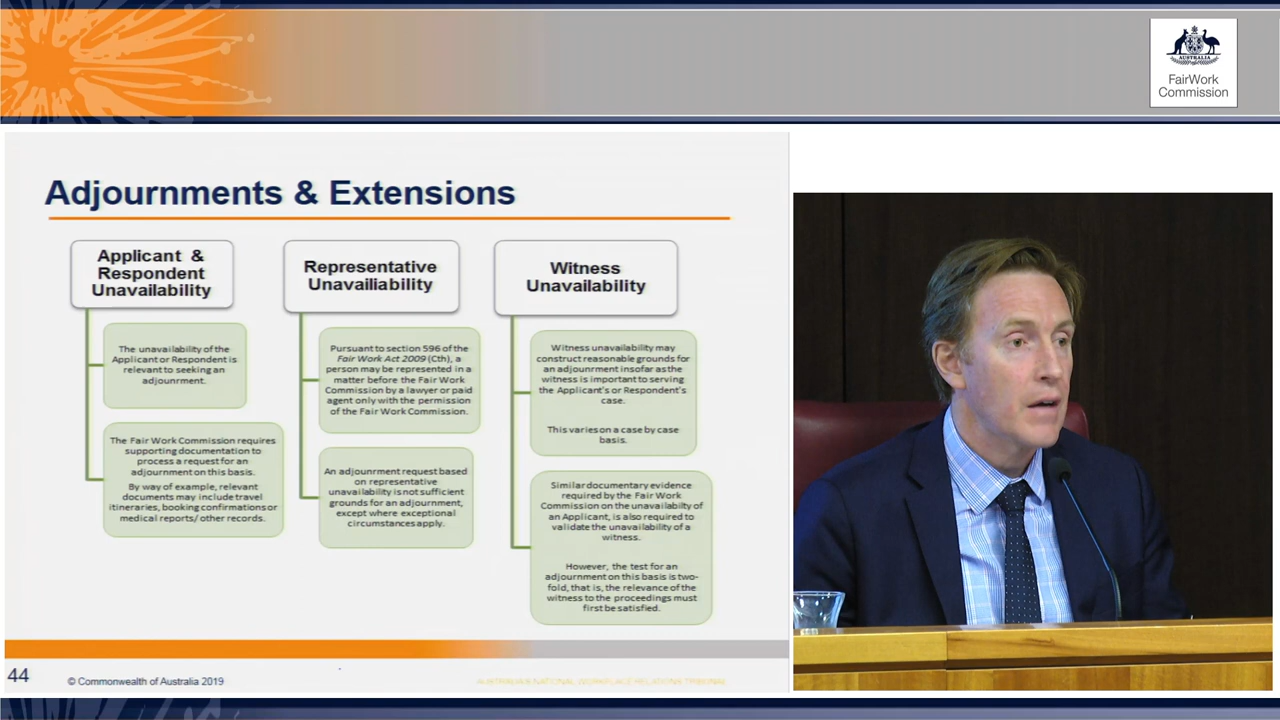 AUSTRALIA
FairWork
Commission
Adjournments & Extensions
Applicant &
Respondent
Unavailability
The unavailability of the
Applicant or Respondent is
relevant to seeking an
adjournment.
The Fair Work Commission requires
supporting documentation to
process a request for an
adjournment on this basis.
By way of example, relevant
documents may include travel
itineraries, booking confirmations or
medical reports/ other records.
Representative
Unavailiability
Pursuant to section 596 of the
Fair Work Act 2009 (Cth), a
person may be represented in a
matter before the Fair Work
Commission by a lawyer or paid
agent only with the permission
of the Fair Work Commission.
An adjournment request based
on representative
unavailability is not sufficient
grounds for an adjournment,
except where exceptional
circumstances apply.
Witness
Unavailability
Witness unavailability may
construct reasonable grounds for
an adjournment insofar as the
witness is important to serving
the Applicant's or Respondent's
case.
This varies on a case by case
basis.
Similar documentary evidence
required by the Fair Work
Commission on the unavailabilty of
an Applicant, is also required to
validate the unavailability of a
witness.
However, the test for an
adjournment on this basis is two-
fold, that is, the relevance of the
witness to the proceedings must
first be satisfied.
44
© Commonwealth of Australia 2019
AUSTRALIA'S NATIONAL WORKPLACE RELATIONS TRIBUNAL